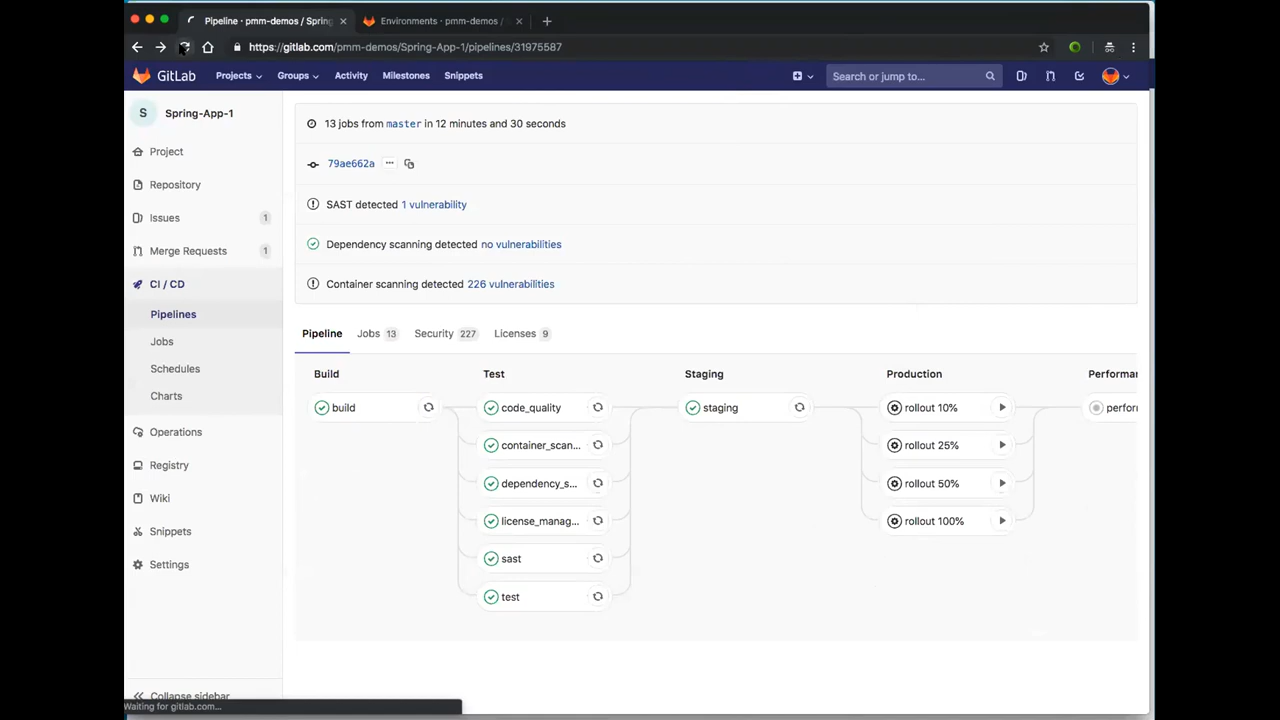 Pipeline · pmm-demos / Spring
Environments · pmm-demos /
https://gitlab.com/pmm-demos/Spring-App-1/pipelines/31975587
GitLab
Projects
Groups
Activity
Milestones
Snippets
Search or jump to...
S
Spring-App-1
Project
Repository
Issues 1
Merge Requests 1
CI / CD
Pipelines
Jobs
Schedules
Charts
Operations
Registry
Wiki
Snippets
Settings
Collapse sidebar
Waiting for gitlab.com...
13 jobs from master in 12 minutes and 30 seconds
79ae662a
SAST detected 1 vulnerability
Dependency scanning detected no vulnerabilities
Container scanning detected 226 vulnerabilities
Pipeline
Jobs 13
Security 227
Licenses 9
Build
build
Test
code_quality
container_scan...
dependency_s...
license_manag...
sast
test
Staging
staging
Production
rollout 10%
rollout 25%
rollout 50%
rollout 100%
Performar
perforr